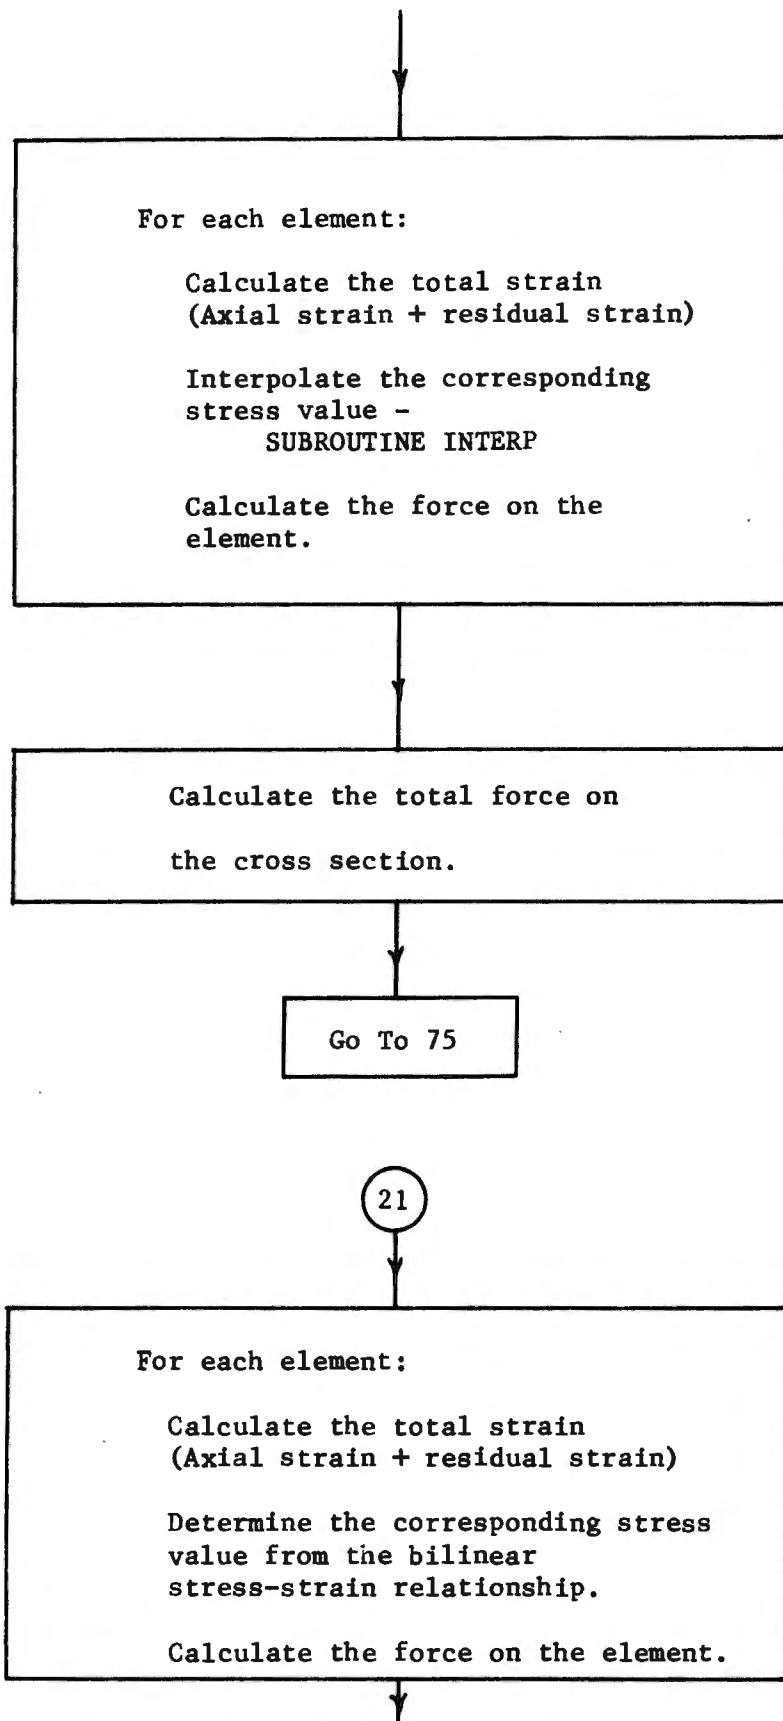 For each element:
Calculate the total strain
(Axial strain + residual strain)
Interpolate the corresponding
stress value -
SUBROUTINE INTERP
Calculate the force on the
element.
Calculate the total force on
the cross section.
Go To 75
21
For each element:
Calculate the total strain
(Axial strain + residual strain)
Determine the corresponding stress
value from the bilinear
stress-strain relationship.
Calculate the force on the element.